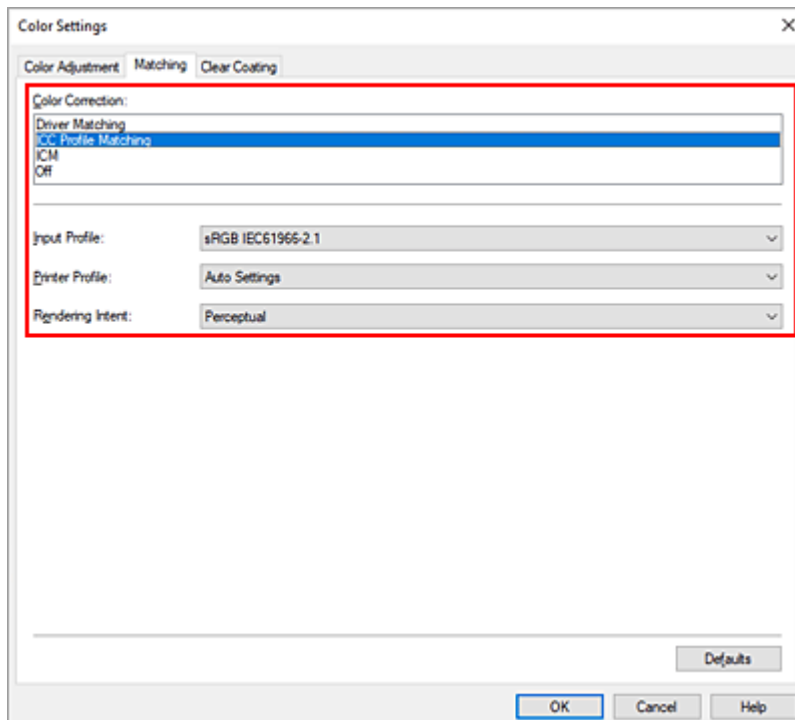 Color Settings
Color Adjustment Matching Clear Coating
Color Correction:
Driver Matching
ICC Profile Matching
ICM
Off
Input Profile: sRGB IEC61966-2.1
Printer Profile: Auto Settings
Rendering Intent: Perceptual
Defaults
OK Cancel Help